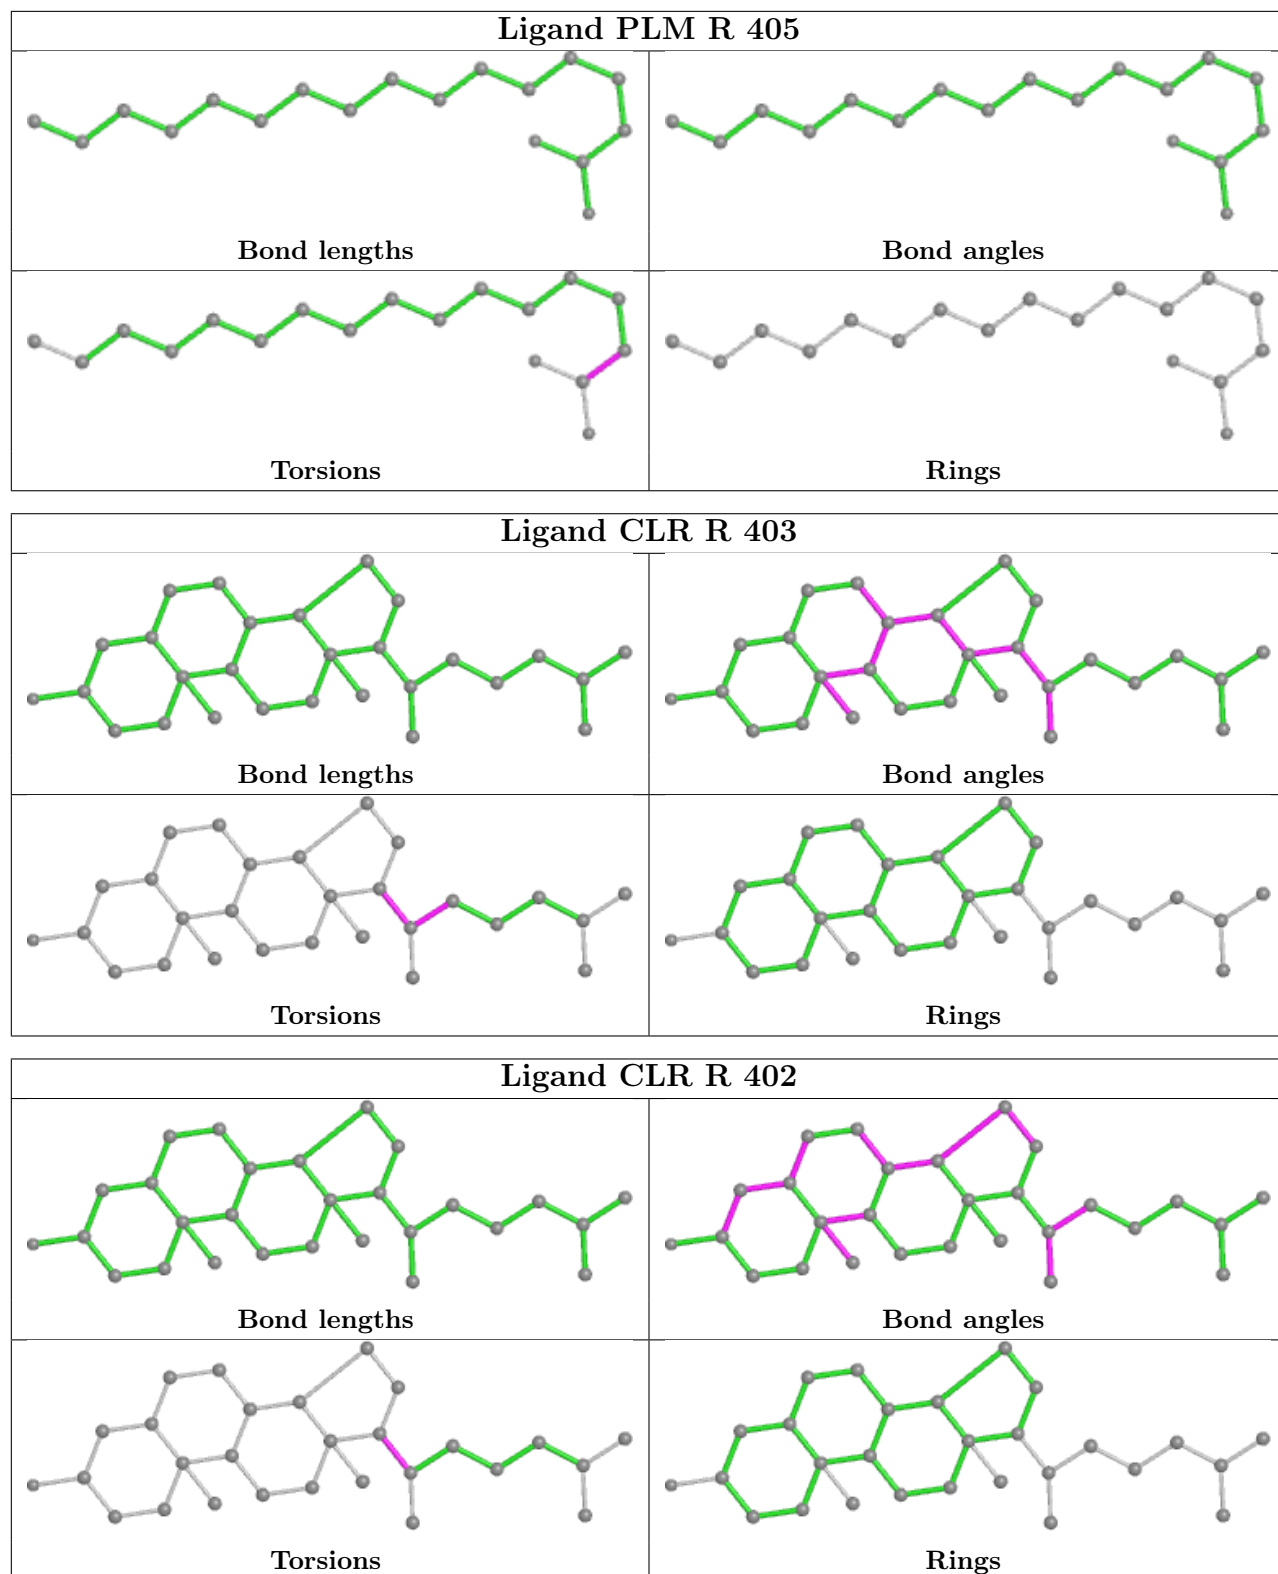 Ligand PLM R 405
Bond lengths
Bond angles
Torsions
Rings
Ligand CLR R 403
Bond lengths
Bond angles
Torsions
Rings
Ligand CLR R 402
Bond lengths
Bond angles
Torsions
Rings